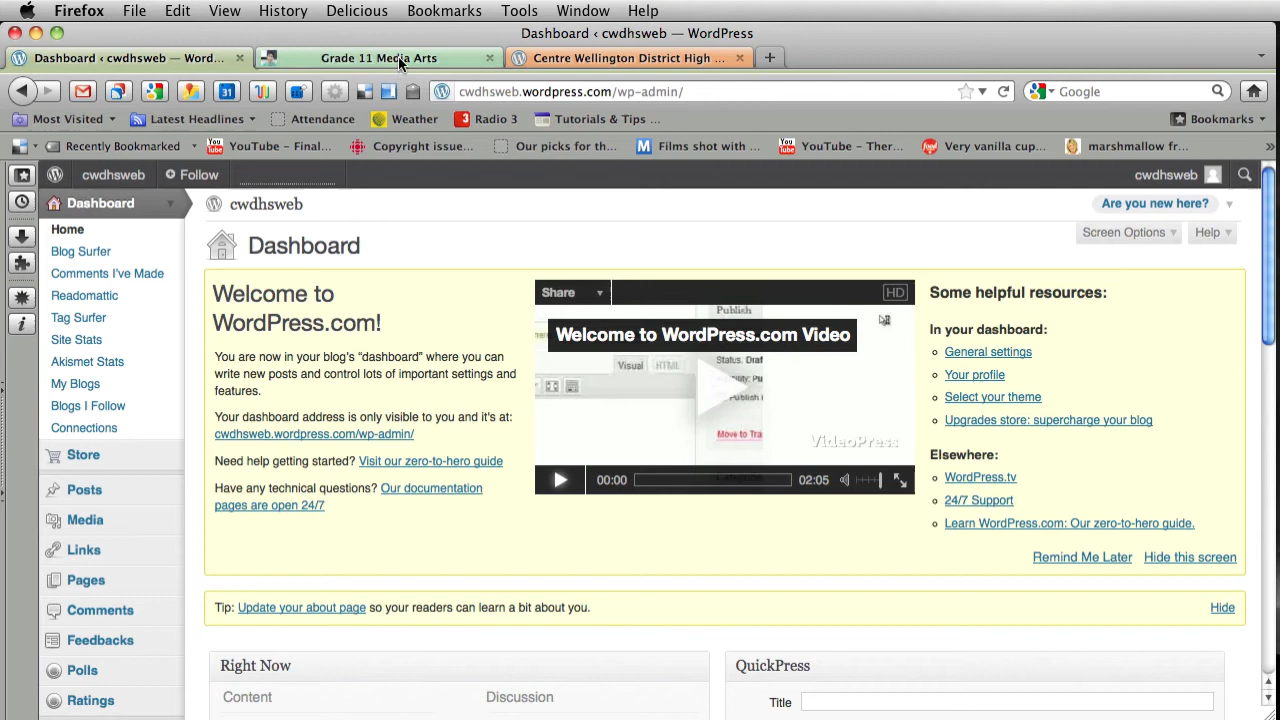 Firefox File Edit View History Delicious Bookmarks Tools Window Help
Dashboard ‹ cwdhsweb — WordPress
Dashboard ‹ cwdhsweb — Word... Grade 11 Media Arts Centre Wellington District High ...
cwdhsweb.wordpress.com/wp-admin/ Google
Most Visited Latest Headlines Attendance Weather Radio 3 Tutorials & Tips ... Bookmarks
Recently Bookmarked YouTube – Final... Copyright issue... Our picks for th... Films shot with ... YouTube – Ther... Very vanilla cup... marshmallow fr...
cwdhsweb Follow cwdhsweb
Dashboard
Home
Blog Surfer
Comments I've Made
Readomattic
Tag Surfer
Site Stats
Akismet Stats
My Blogs
Blogs I Follow
Connections
Store
Posts
Media
Links
Pages
Comments
Feedbacks
Polls
Ratings
cwdhsweb Are you new here?
Dashboard Screen Options Help
Welcome to
WordPress.com!
You are now in your blog's “dashboard” where you can
write new posts and control lots of important settings and
features.
Your dashboard address is only visible to you and it's at:
cwdhsweb.wordpress.com/wp-admin/
Need help getting started? Visit our zero-to-hero guide
Have any technical questions? Our documentation
pages are open 24/7
Share HD
Publish
Welcome to WordPress.com Video
Visual HTML
Status: Draf
Publish
Move to Tra
VideoPress
00:00 02:05
Some helpful resources:
In your dashboard:
General settings
Your profile
Select your theme
Upgrades store: supercharge your blog
Elsewhere:
WordPress.tv
24/7 Support
Learn WordPress.com: Our zero-to-hero guide.
Remind Me Later Hide this screen
Tip: Update your about page so your readers can learn a bit about you. Hide
Right Now
Content Discussion
QuickPress
Title